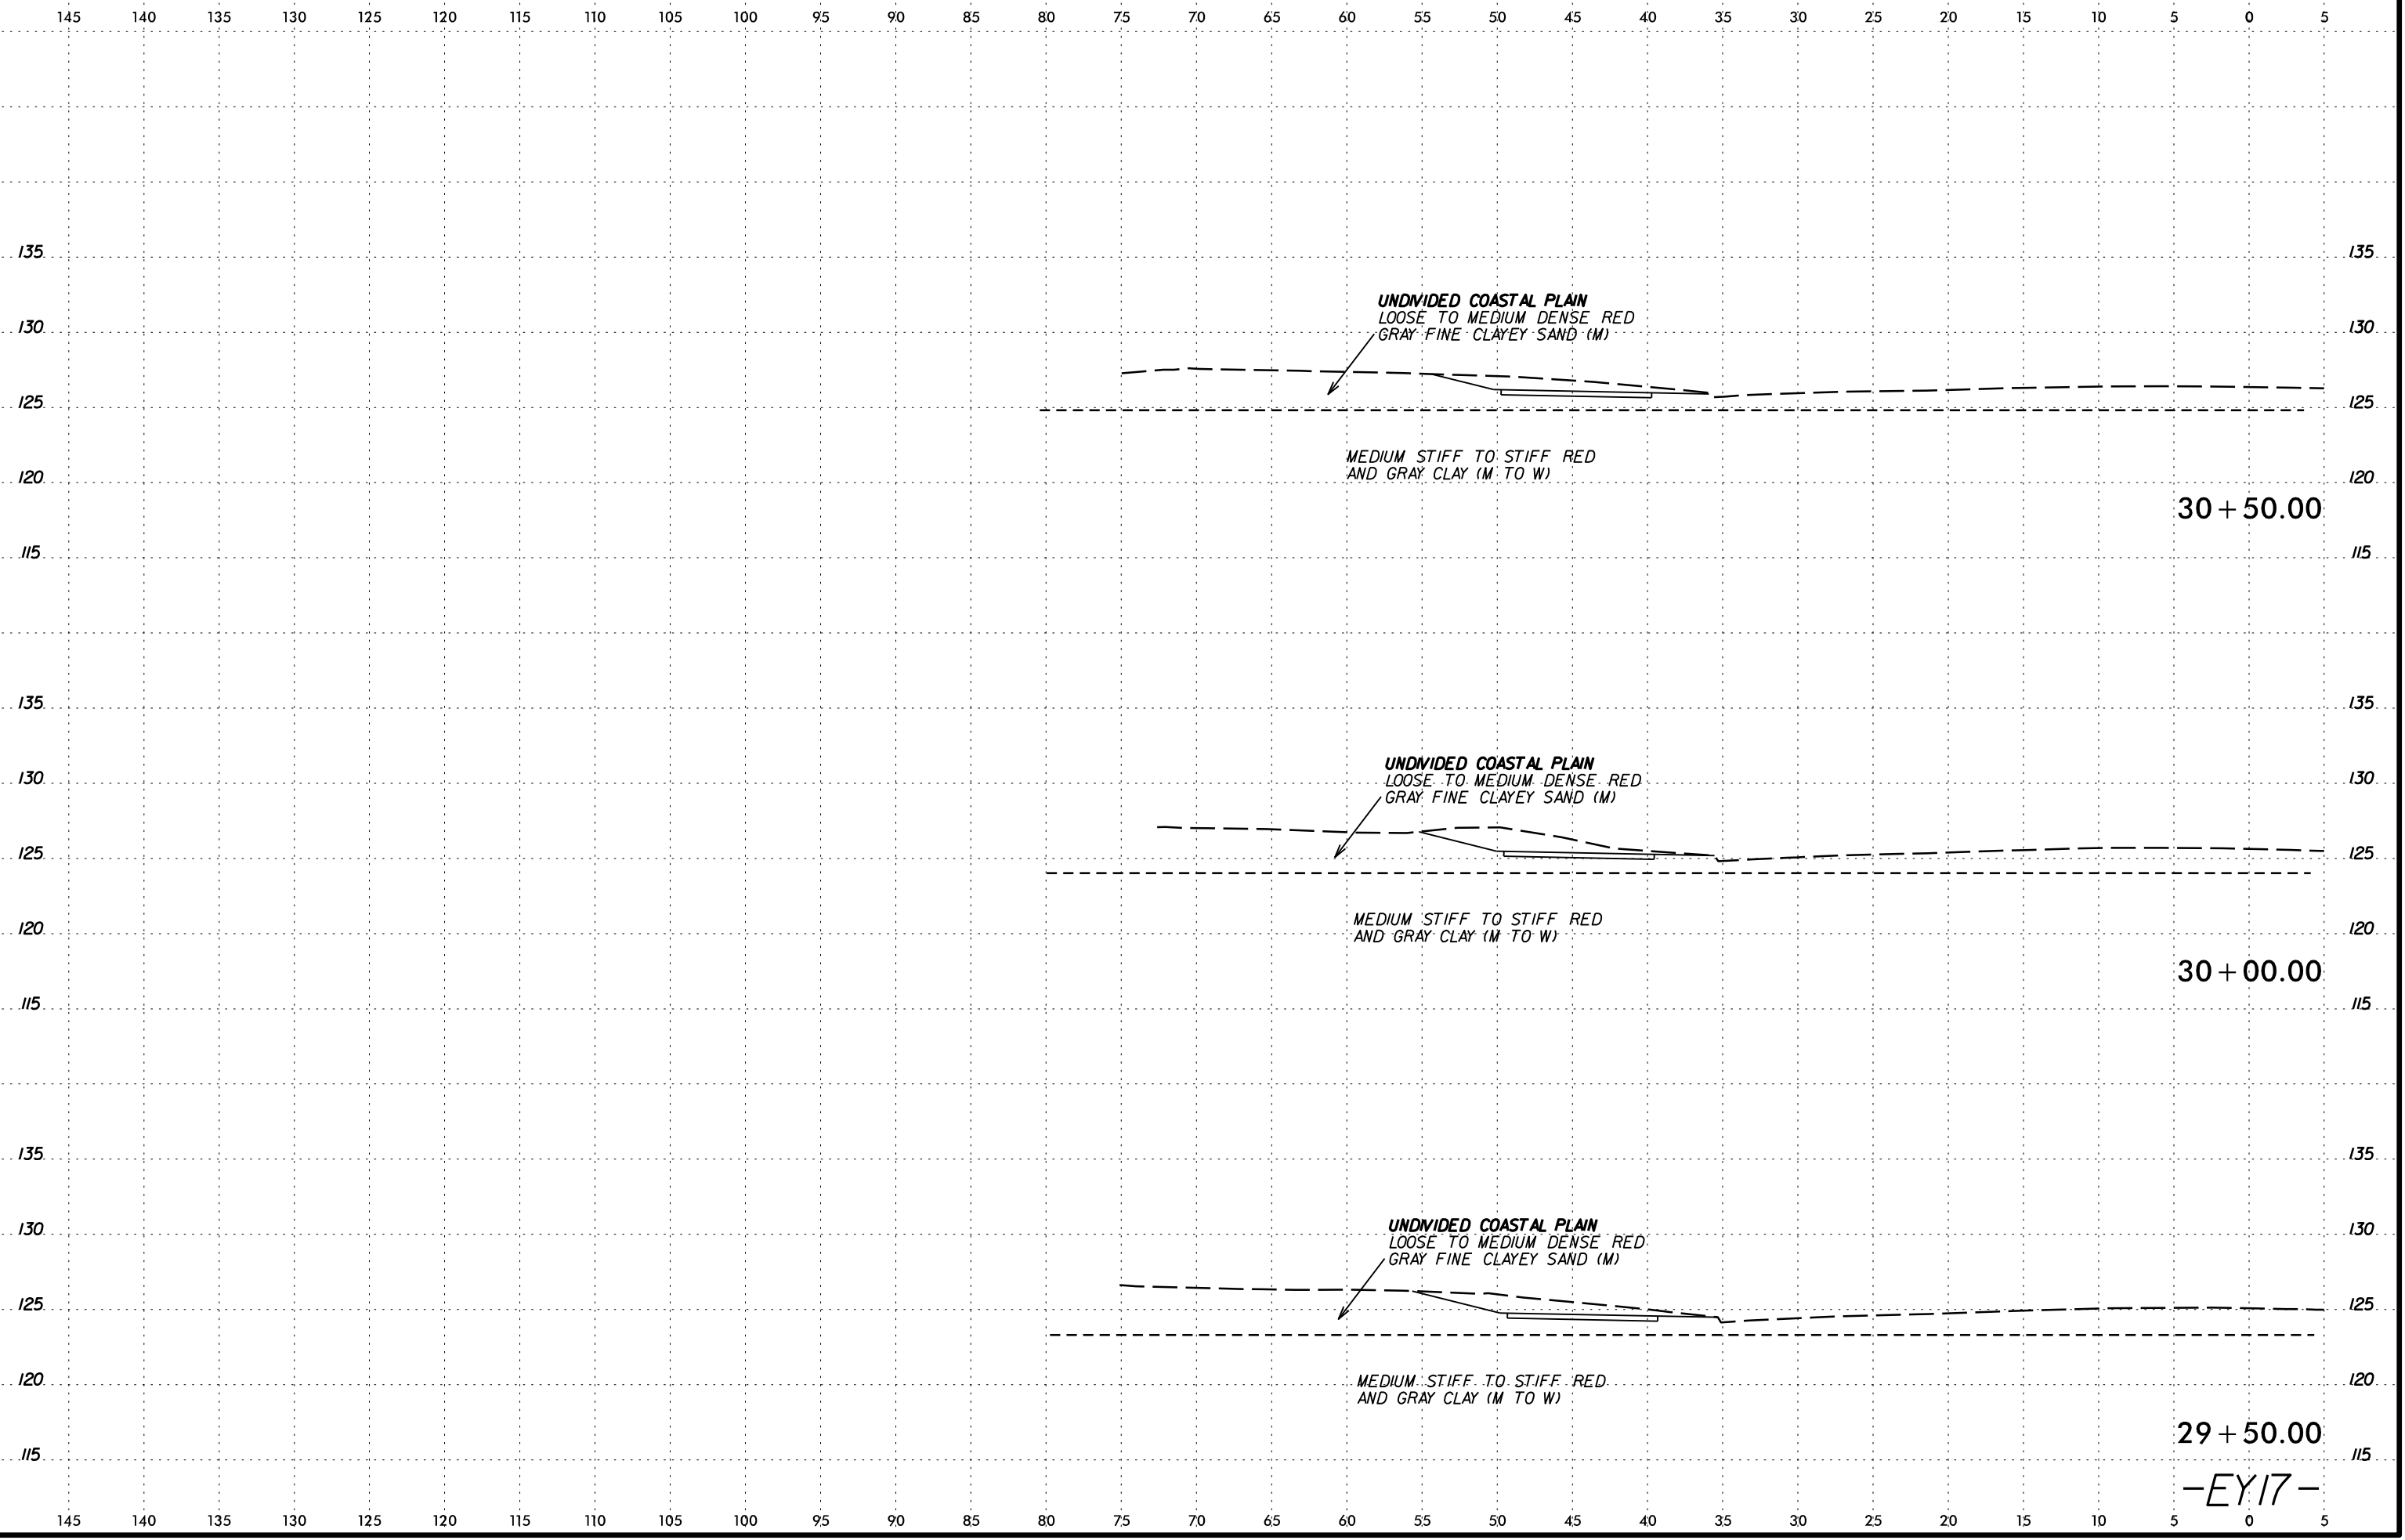 145 140 135 130 125 120 115 110 105 100 95 90 85 80 75 70 65 60 55 50 45 40 35 30 25 20 15 10 5 0 5
135 135
UNDIVIDED COASTAL PLAIN
LOOSE TO MEDIUM DENSE RED
130 130
GRAY FINE CLAYEY SAND (M)
125 125
MEDIUM STIFF TO STIFF RED
AND GRAY CLAY (M TO W)
120 120
30+50.00
115 115
135 135
UNDIVIDED COASTAL PLAIN
LOOSE TO MEDIUM DENSE RED
130 130
GRAY FINE CLAYEY SAND (M)
125 125
MEDIUM STIFF TO STIFF RED
120 120
AND GRAY CLAY (M TO W)
30+00.00
115 115
135 135
UNDIVIDED COASTAL PLAIN
130 130
LOOSE TO MEDIUM DENSE RED
GRAY FINE CLAYEY SAND (M)
125 125
MEDIUM STIFF TO STIFF RED
120 120
AND GRAY CLAY (M TO W)
29+50.00
115 115
-EY17-
145 140 135 130 125 120 115 110 105 100 95 90 85 80 75 70 65 60 55 50 45 40 35 30 25 20 15 10 5 0 5